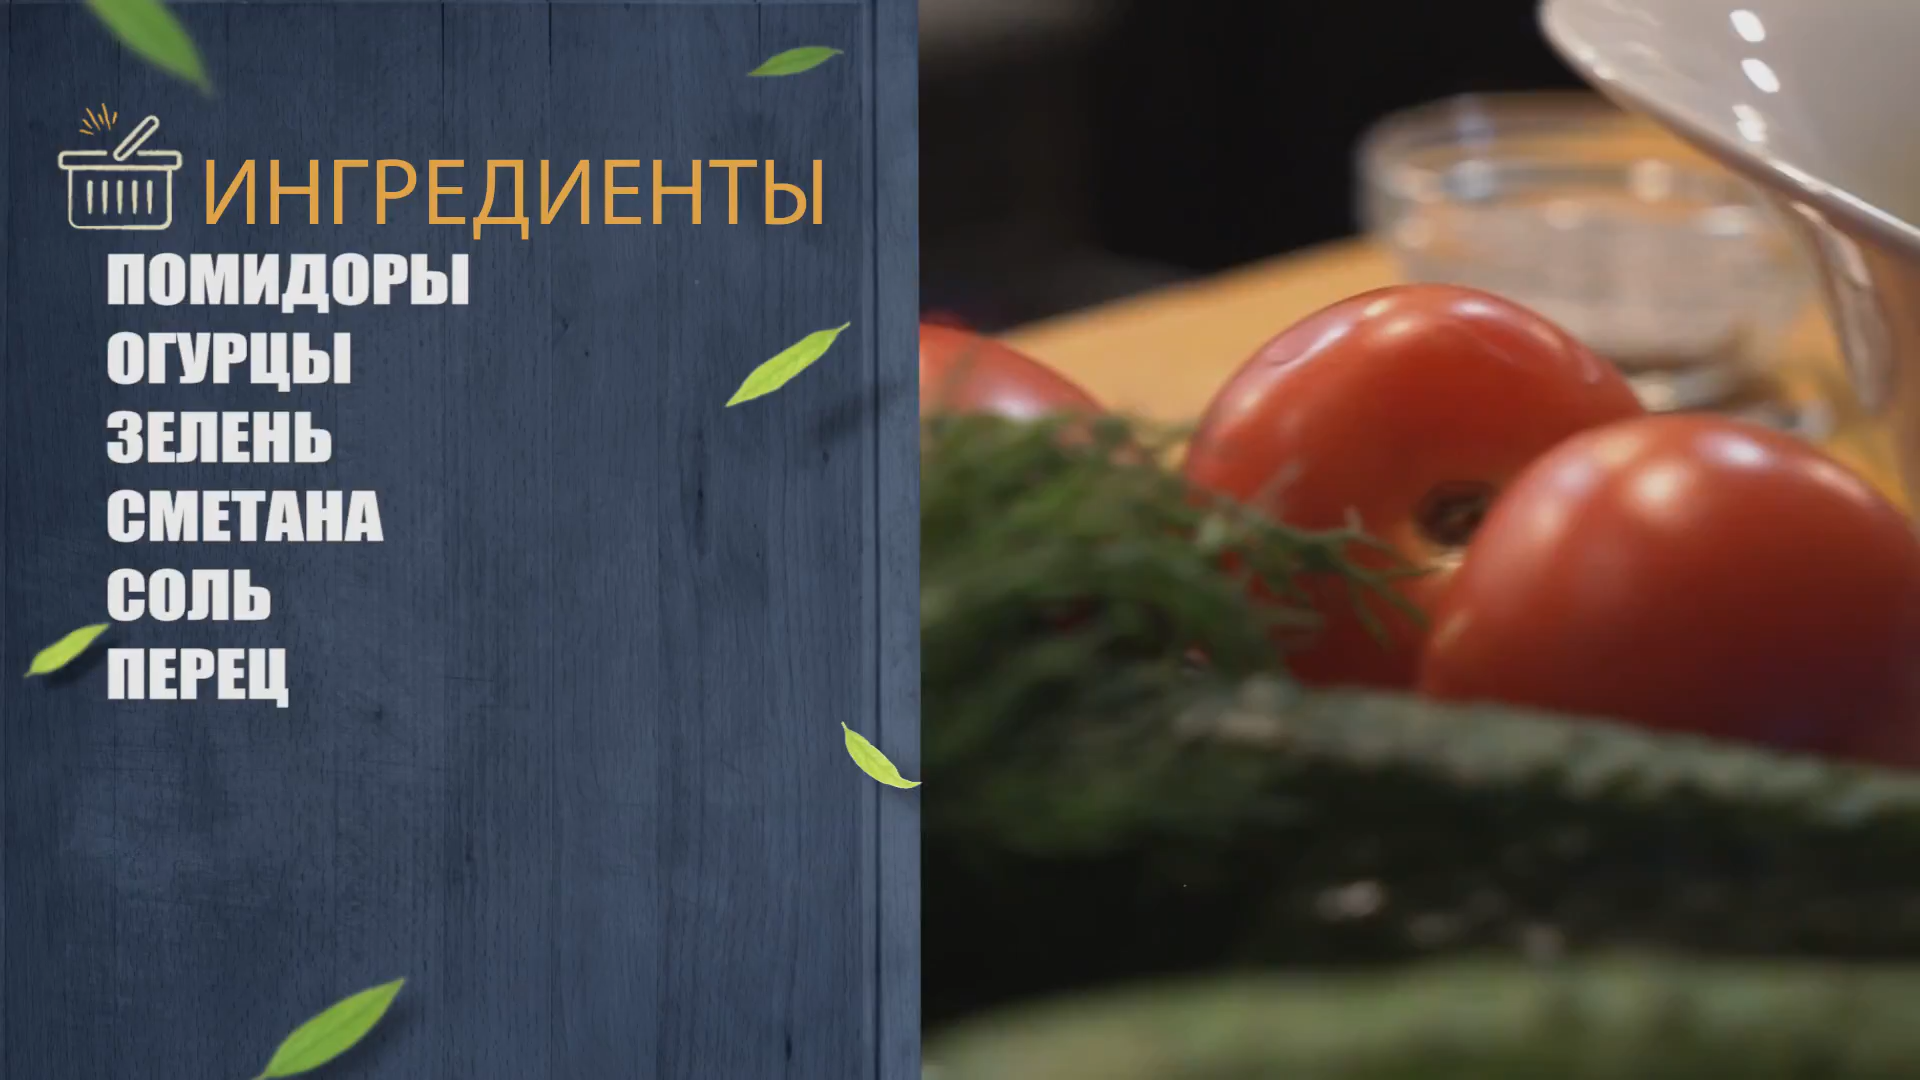 ИНГРЕДИЕНТЫ
ПОМИДОРЫ
ОГУРЦЫ
ЗЕЛЕНЬ
СМЕТАНА
СОЛЬ
ПЕРЕЦ